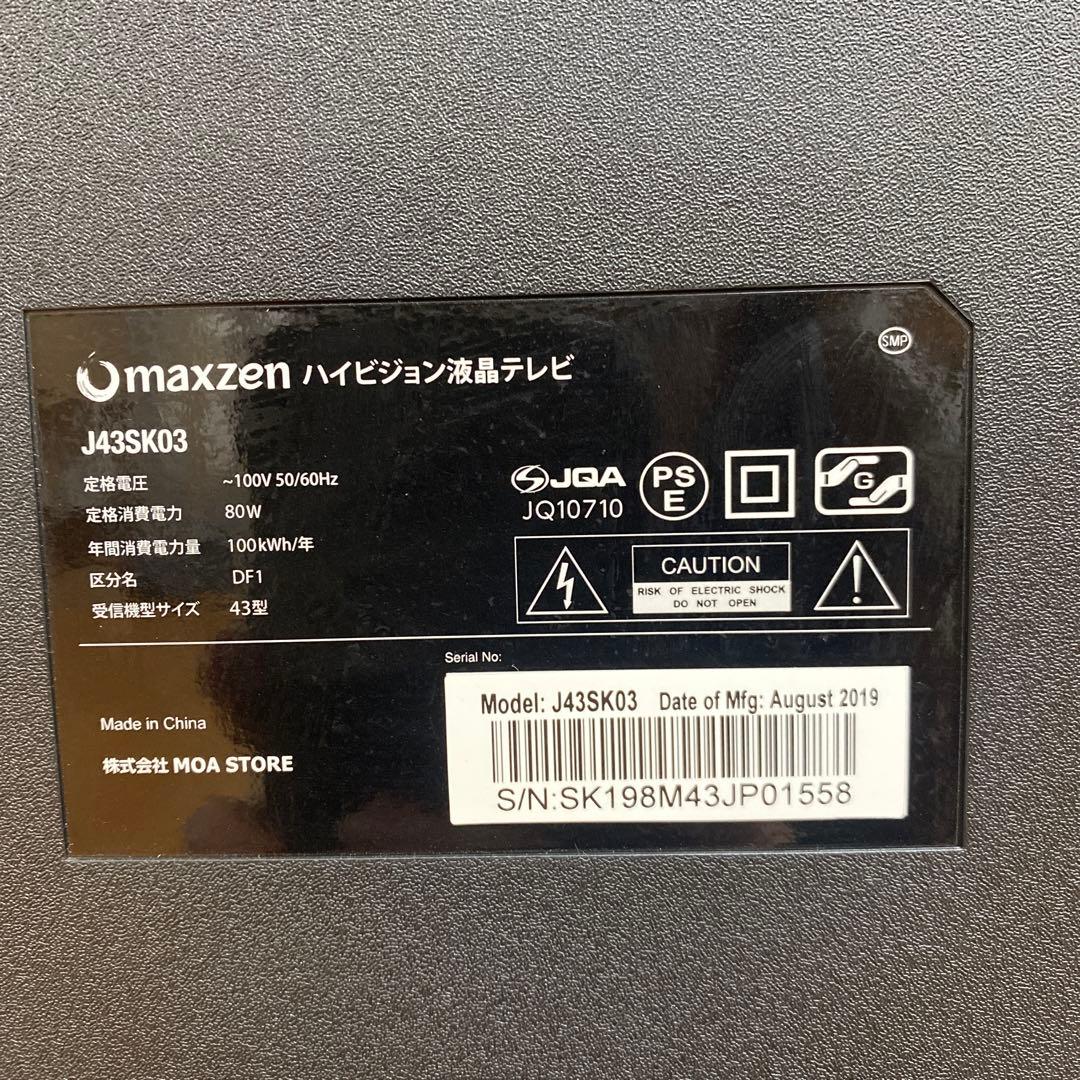 maxzen ハイビジョン液晶テレビ
SMP
J43SK03
定格電圧 ~100V 50/60Hz
定格消費電力 80W
年間消費電力量 100kWh/年
区分名 DF1
受信機型サイズ 43型
JQA
JQ10710
PS
E
G
CAUTION
RISK OF ELECTRIC SHOCK
DO NOT OPEN
Serial No:
Model: J43SK03 Date of Mfg: August 2019
S/N:SK198M43JP01558
Made in China
株式会社 MOA STORE